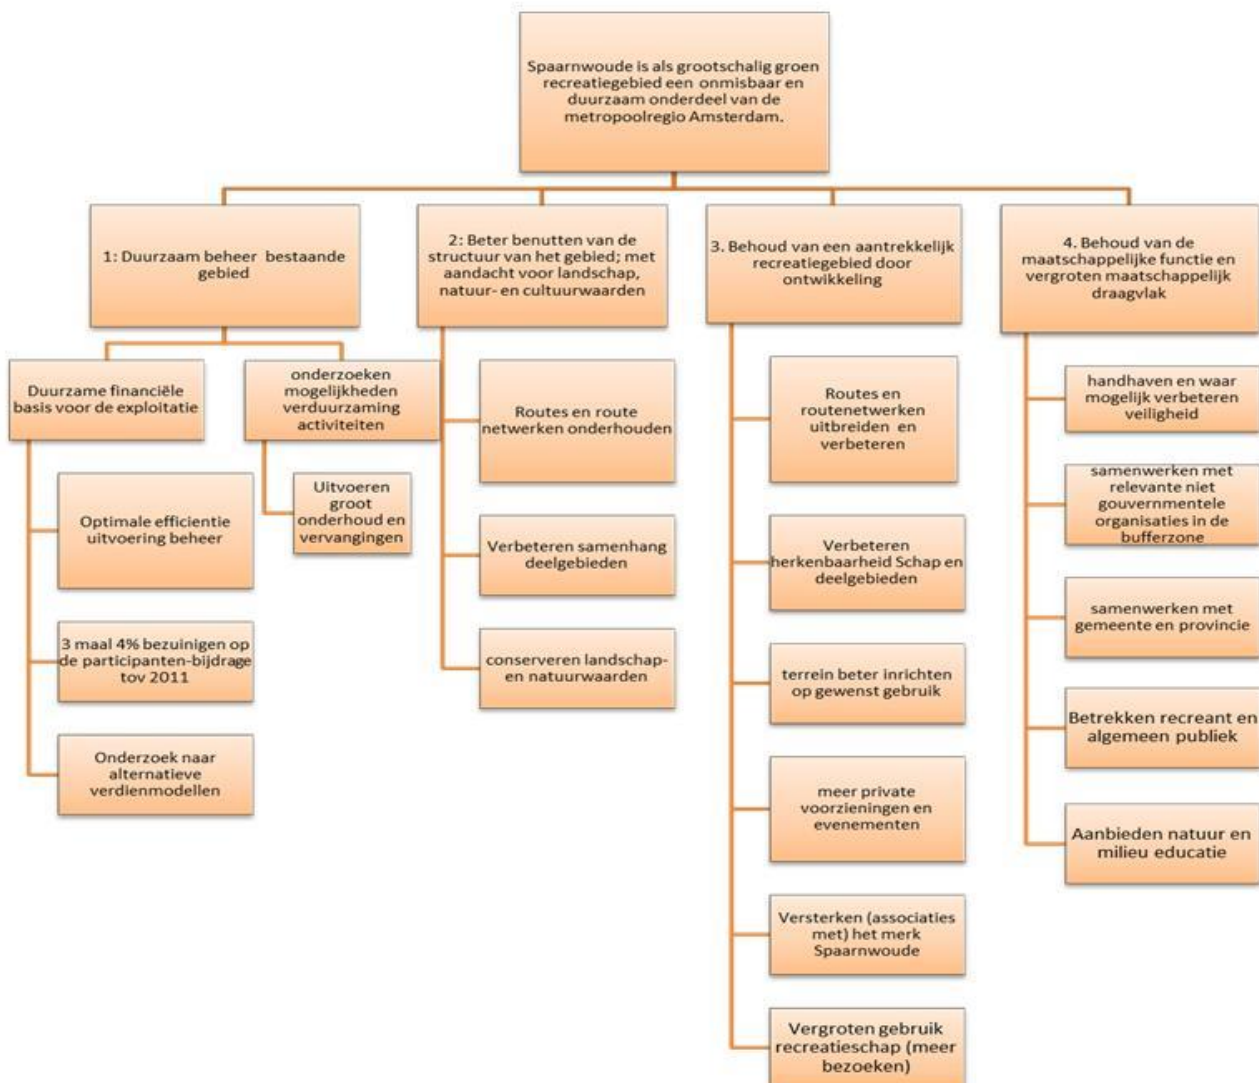 Spaarnwoude is als grootschalig groen
recreatiegebied een onmisbaar en
duurzaam onderdeel van de
metropoolregio Amsterdam.
1: Duurzaam beheer bestaande
gebied
Duurzame financiële
basis voor de exploitatie
Optimale efficientie
uitvoering beheer
3 maal 4% bezuinigen op
de participanten-bijdrage
tov 2011
Onderzoek naar
alternatieve
verdienmodellen
onderzoeken
mogelijkheden
verduurzaming
activiteiten
Uitvoeren
groot
onderhoud en
vervangingen
2: Beter benutten van de
structuur van het gebied; met
aandacht voor landschap,
natuur- en cultuurwaarden
Routes en route
netwerken onderhouden
Verbeteren samenhang
deelgebieden
conserveren landschap-
en natuurwaarden
3. Behoud van een aantrekkelijk
recreatiegebied door
ontwikkeling
Routes en
routenetwerken
uitbreiden en
verbeteren
Verbeteren
herkenbaarheid Schap en
deelgebieden
terrein beter inrichten
op gewenst gebruik
meer private
voorzieningen en
evenementen
Versterken (associaties
met) het merk
Spaarnwoude
Vergroten gebruik
recreatieschap (meer
bezoeken)
4. Behoud van de
maatschappelijke functie en
vergroten maatschappelijk
draagvlak
handhaven en waar
mogelijk verbeteren
veiligheid
samenwerken met
relevante niet
gouvernmentele
organisaties in de
bufferzone
samenwerken met
gemeente en provincie
Betrekken recreant en
algemeen publiek
Aanbieden natuur en
milieu educatie